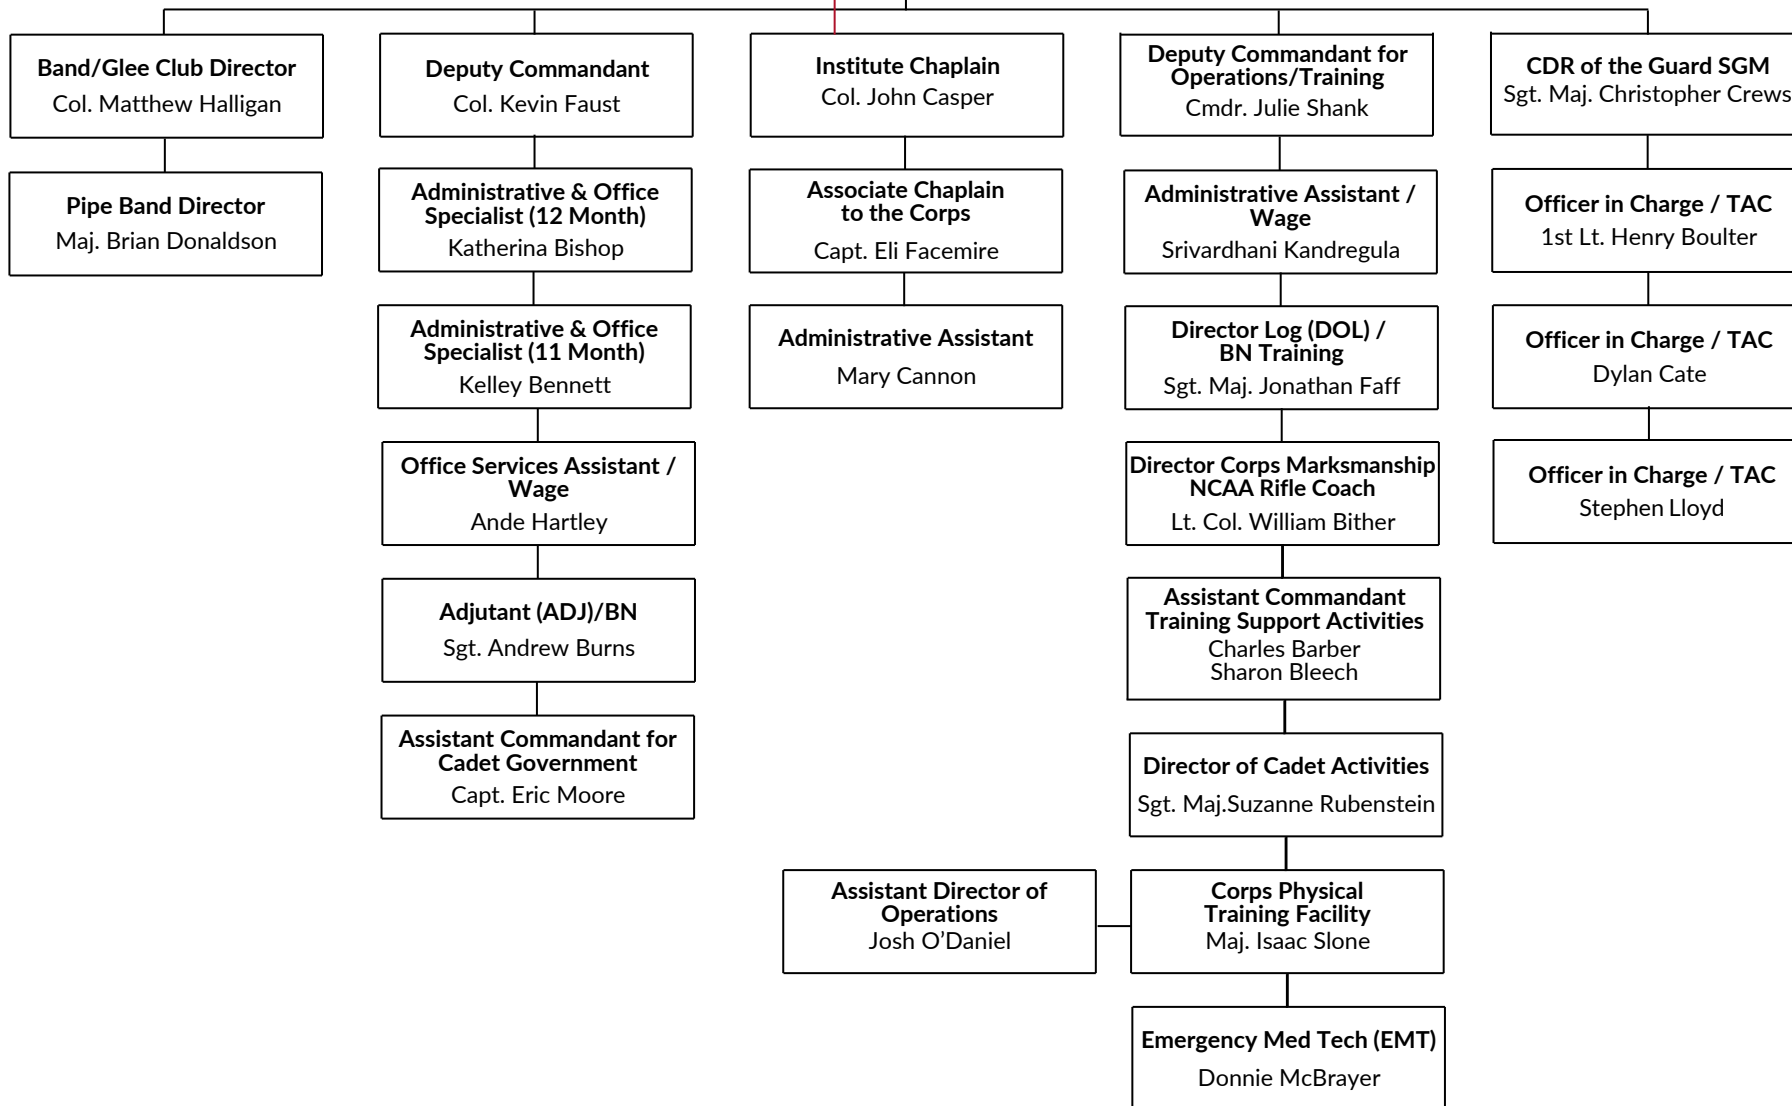 Band/Glee Club Director
Col. Matthew Halligan
Pipe Band Director
Maj. Brian Donaldson
Deputy Commandant
Col. Kevin Faust
Administrative & Office
Specialist (12 Month)
Katherina Bishop
Administrative & Office
Specialist (11 Month)
Kelley Bennett
Office Services Assistant /
Wage
Ande Hartley
Adjutant (ADJ)/BN
Sgt. Andrew Burns
Assistant Commandant for
Cadet Government
Capt. Eric Moore
Institute Chaplain
Col. John Casper
Associate Chaplain
to the Corps
Capt. Eli Facemire
Administrative Assistant
Mary Cannon
Deputy Commandant for
Operations/Training
Cmdr. Julie Shank
Administrative Assistant /
Wage
Srivardhani Kandregula
Director Log (DOL) /
BN Training
Sgt. Maj. Jonathan Faff
Director Corps Marksmanship
NCAA Rifle Coach
Lt. Col. William Bither
Assistant Commandant
Training Support Activities
Charles Barber
Sharon Bleech
Director of Cadet Activities
Sgt. Maj.Suzanne Rubenstein
Assistant Director of
Operations
Josh O’Daniel
Corps Physical
Training Facility
Maj. Isaac Slone
Emergency Med Tech (EMT)
Donnie McBrayer
CDR of the Guard SGM
Sgt. Maj. Christopher Crews
Officer in Charge / TAC
1st Lt. Henry Boulter
Officer in Charge / TAC
Dylan Cate
Officer in Charge / TAC
Stephen Lloyd